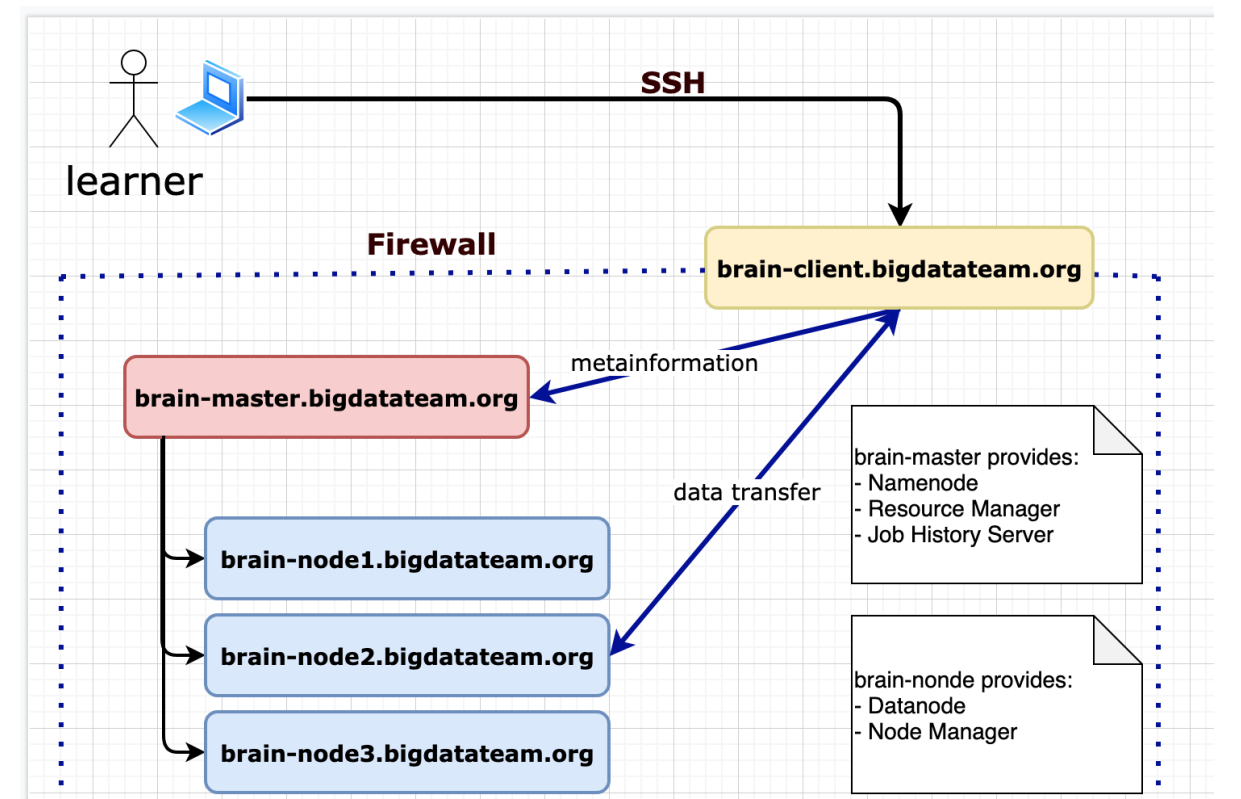 SSH
learner
Firewall
brain-client.bigdatateam.org
metainformation
brain-master.bigdatateam.org
data transfer
brain-master provides:
- Namenode
- Resource Manager
- Job History Server
brain-node1.bigdatateam.org
brain-node2.bigdatateam.org
brain-node3.bigdatateam.org
brain-nonde provides:
- Datanode
- Node Manager